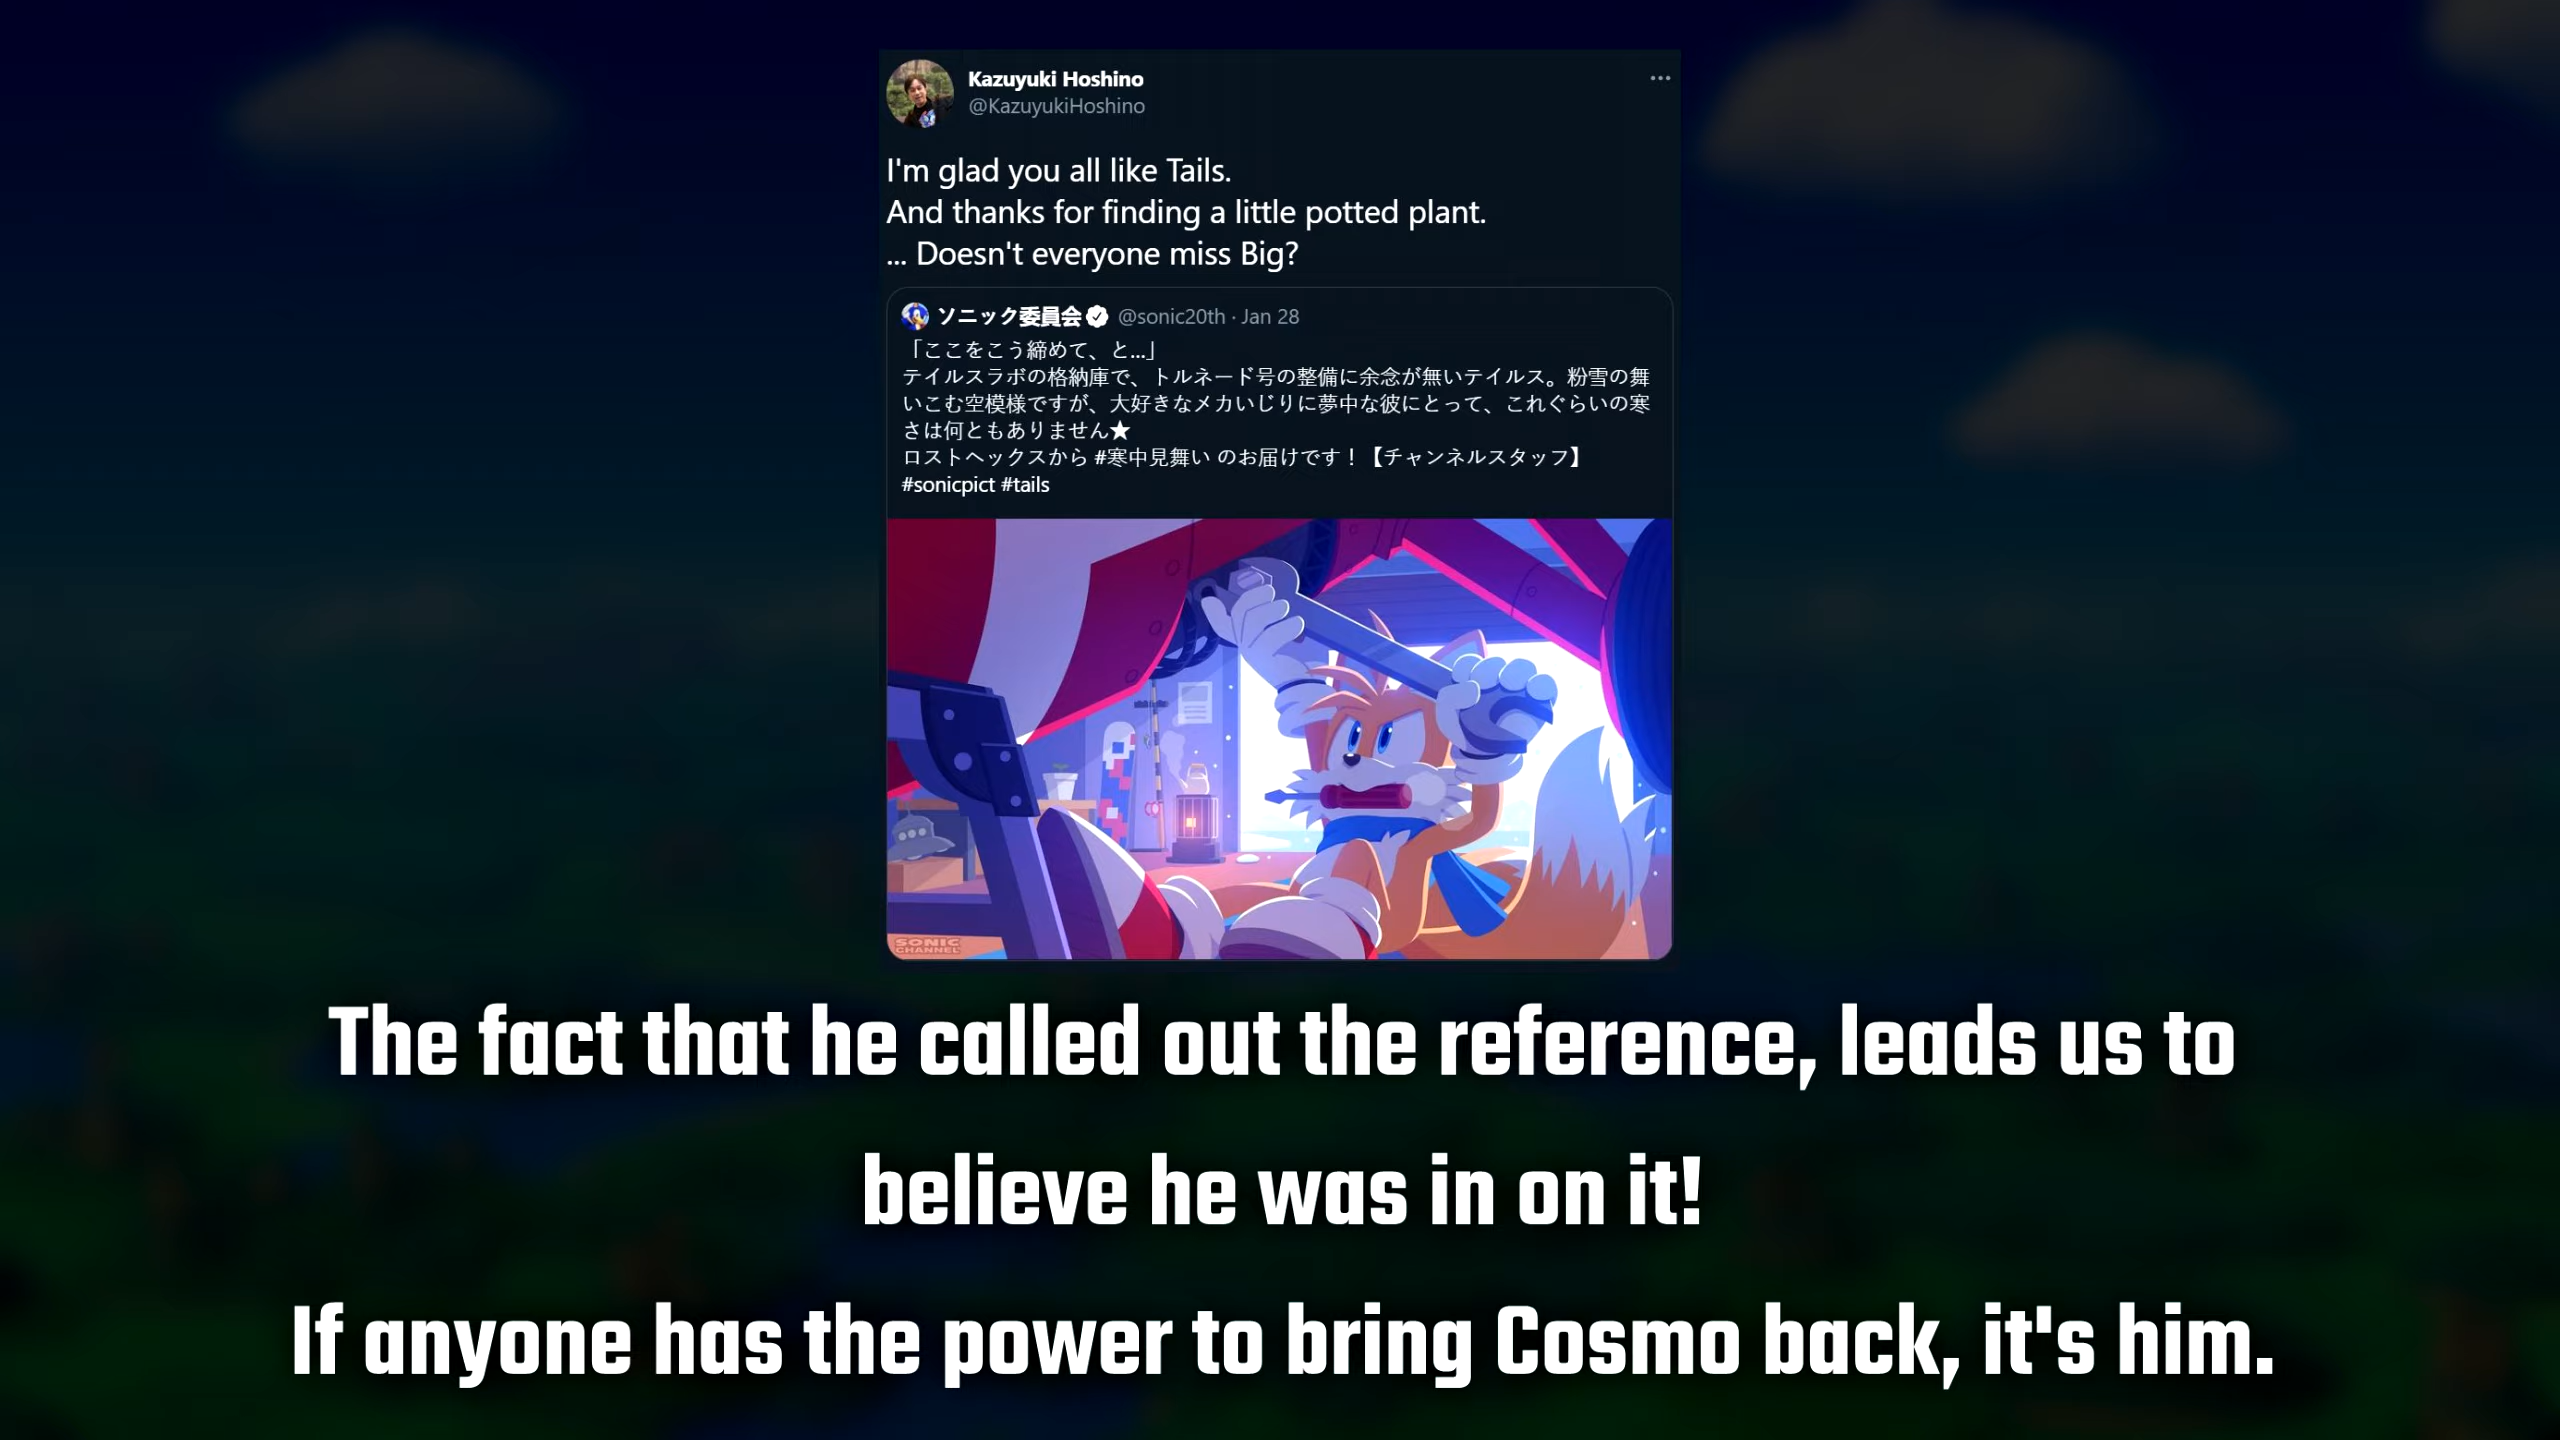 Kazuyuki Hoshino
@KazuyukiHoshino
I'm glad you all like Tails.
And thanks for finding a little potted plant.
... Doesn't everyone miss Big?
ソニック委員会 @sonic20th · Jan 28
「ここをこう締めて、と...」
テイルスラボの格納庫で、トルネード号の整備に余念が無いテイルス。粉雪の舞
いこむ空模様ですが、大好きなメカいじりに夢中な彼にとって、これぐらいの寒
さは何ともありません★
ロストヘックスから #寒中見舞い のお届けです！【チャンネルスタッフ】
#sonicpict #tails
SONIC
CHANNEL
The fact that he called out the reference, leads us to
believe he was in on it!
If anyone has the power to bring Cosmo back, it's him.